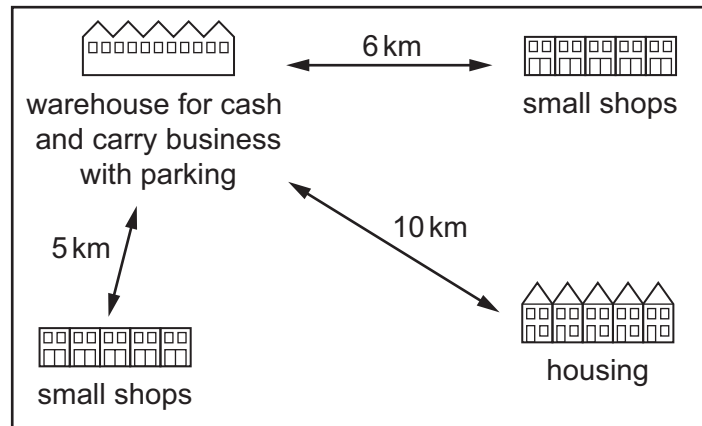 6 km
small shops
warehouse for cash
and carry business
with parking
10 km
5 km
housing
small shops